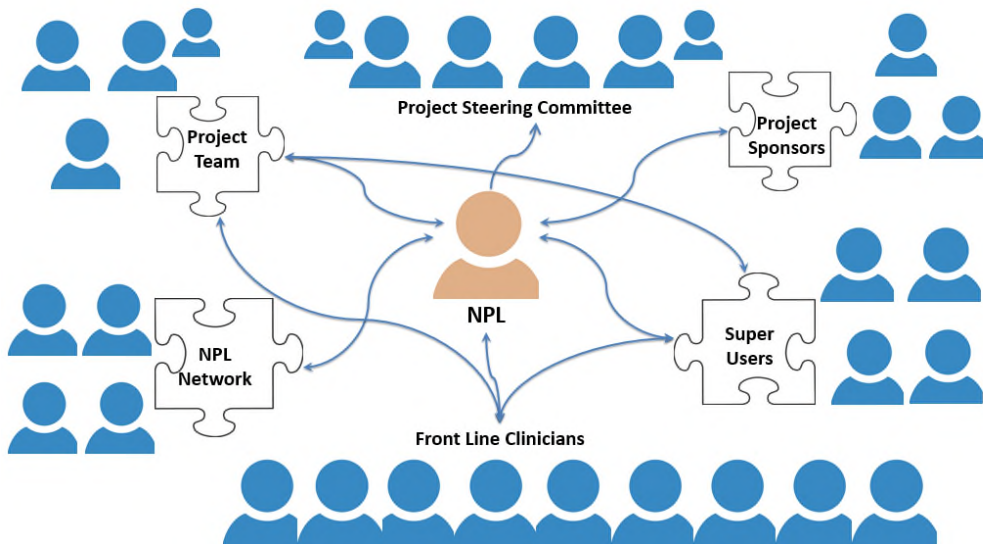 Project Steering Committee
Project
Team
Project
Sponsors
NPL
NPL
Network
Super
Users
Front Line Clinicians